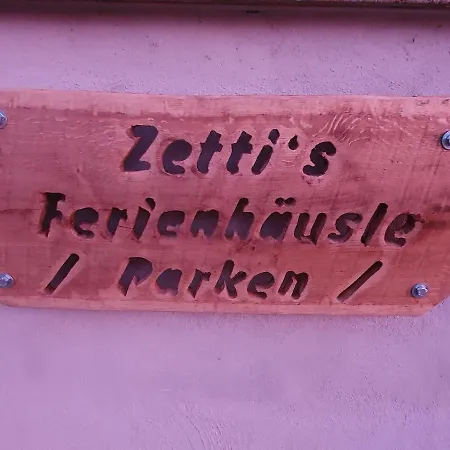 Zetti's
Ferienhäusle
/ Parken /